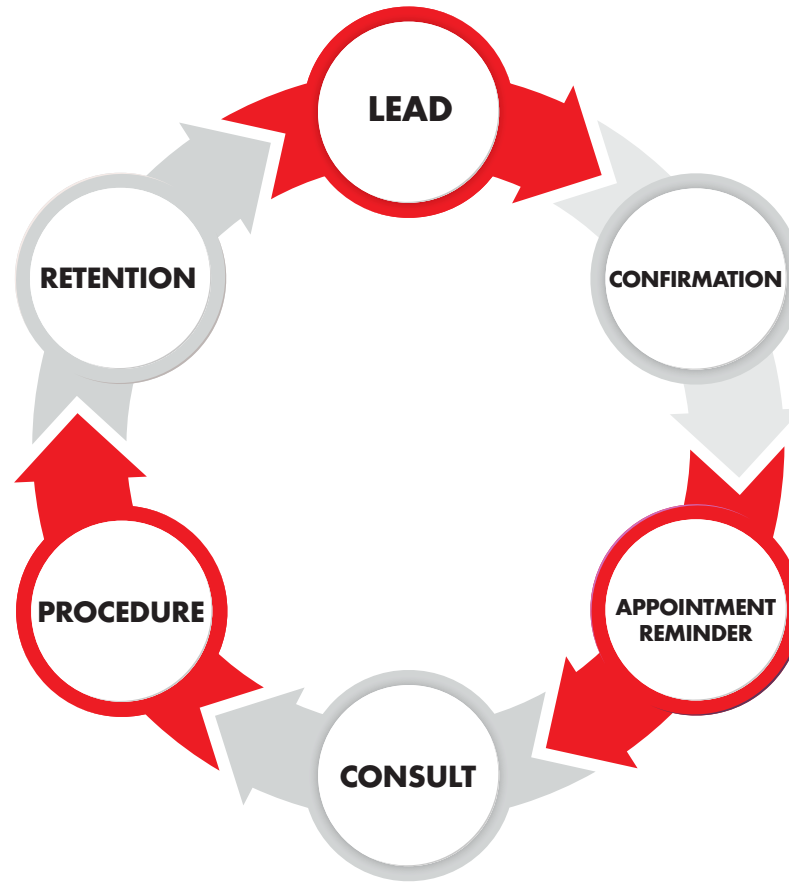 LEAD
CONFIRMATION
APPOINTMENT
REMINDER
CONSULT
PROCEDURE
RETENTION